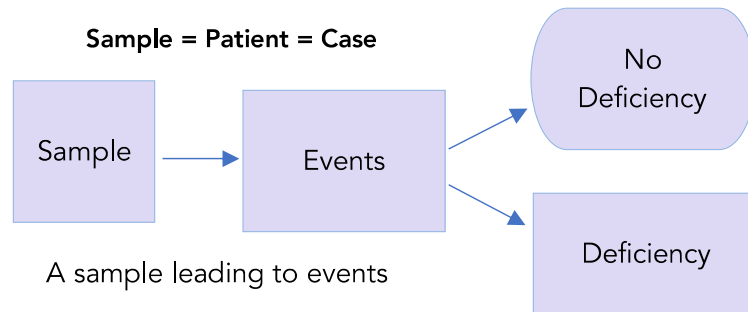 Sample = Patient = Case
No
Deficiency
Sample
Events
Deficiency
A sample leading to events